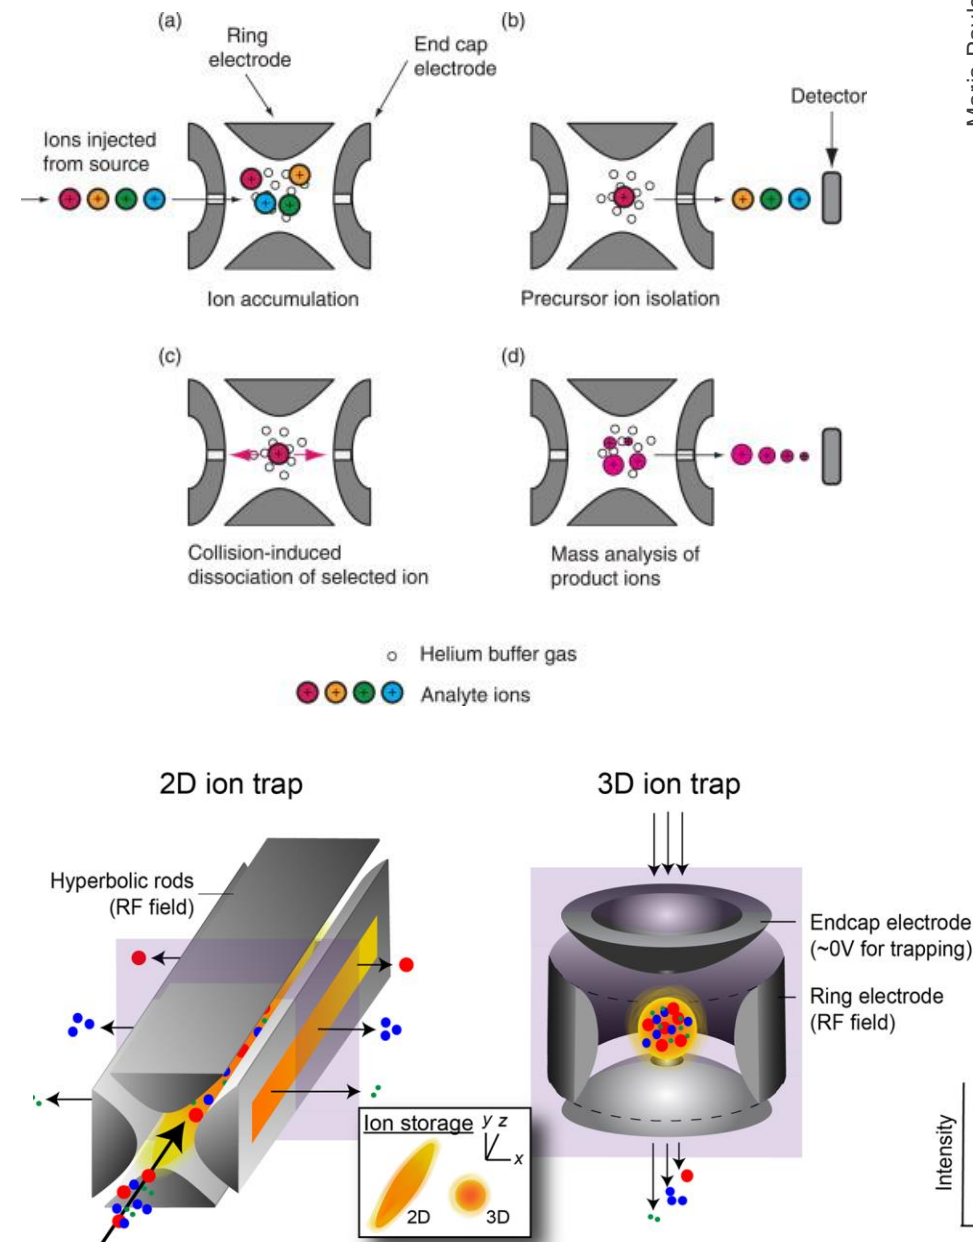 (a)
Ring
electrode
End cap
electrode
Ions injected
from source
Ion accumulation
(b)
Detector
Precursor ion isolation
(c)
Collision-induced
dissociation of selected ion
(d)
Mass analysis of
product ions
Helium buffer gas
+ + + + Analyte ions
2D ion trap
Hyperbolic rods
(RF field)
Ion storage
y z
x
2D
3D
3D ion trap
Endcap electrode
(~0V for trapping)
Ring electrode
(RF field)
Intensity